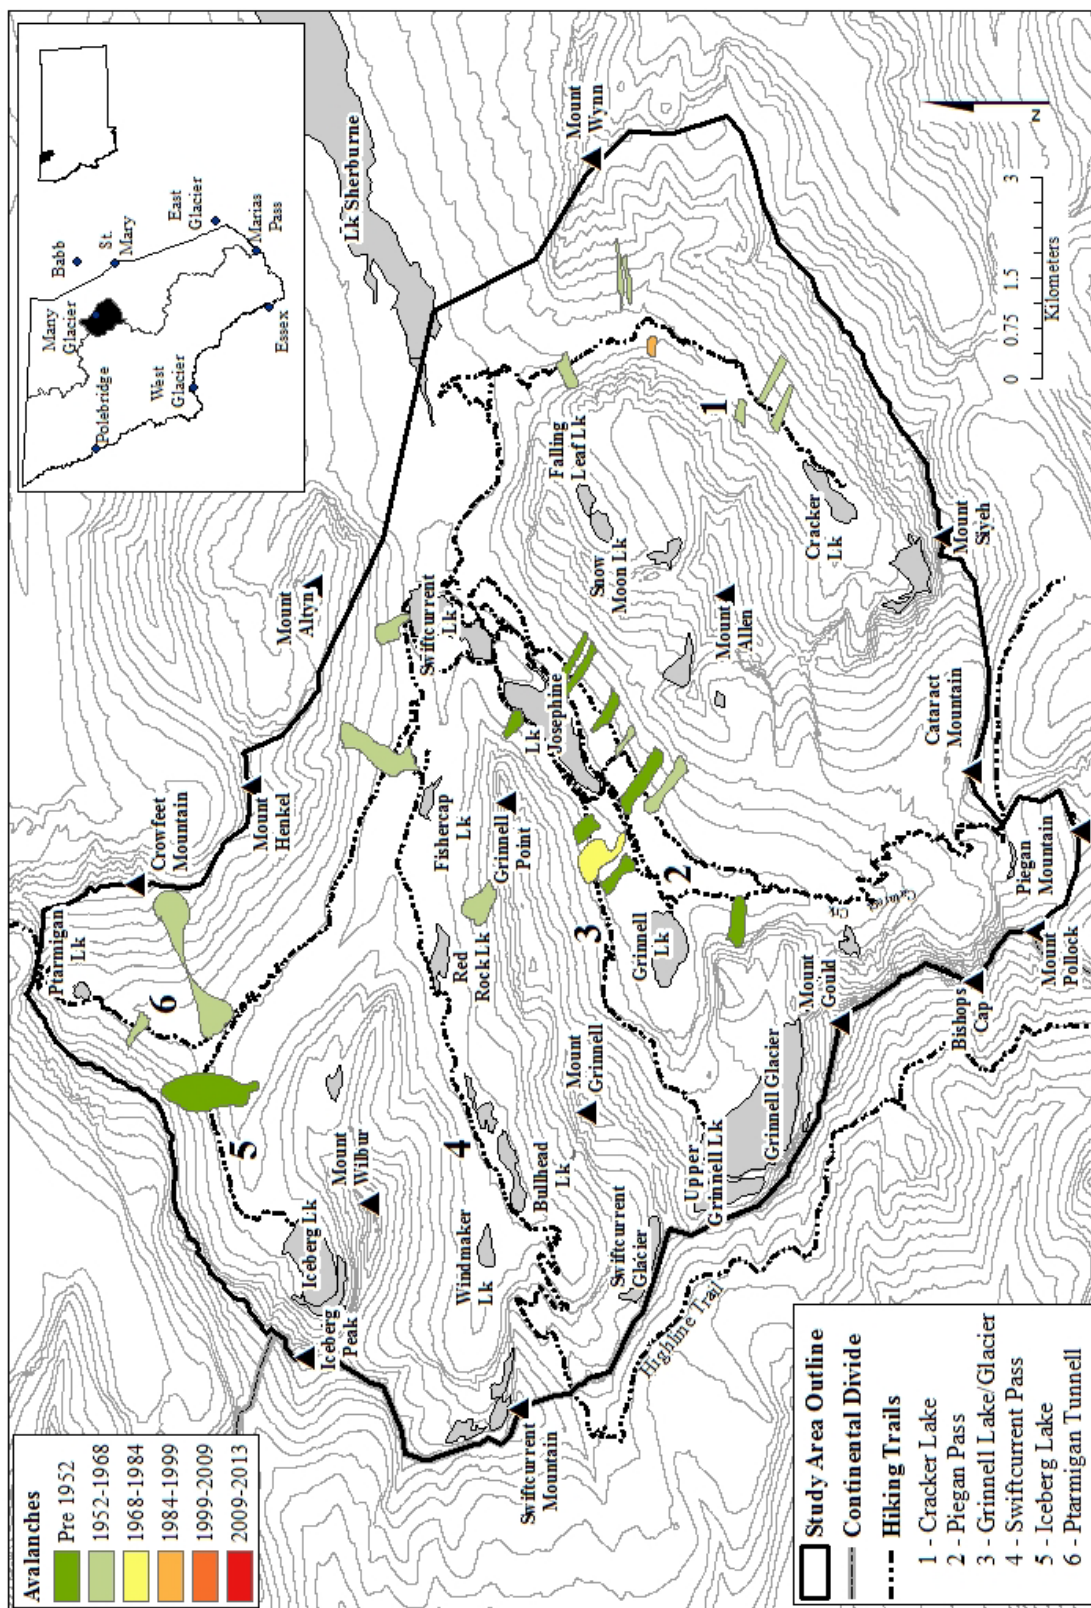 Avalanches
Pre 1952
1952-1968
1968-1984
1984-1999
1999-2009
2009-2013
Study Area Outline
Continental Divide
Hiking Trails
1 - Cracker Lake
2 - Piegan Pass
3 - Grinnell Lake/Glacier
4 - Swiftcurrent Pass
5 - Iceberg Lake
6 - Ptarmigan Tunnell
Polebridge
Many
Glacier
Babb
St.
Mary
West
Glacier
East
Glacier
Marias
Pass
Essex
Ptarmigan
Lk
Crowfeet
Mountain
Mount
Henkel
Mount
Altyn
Lk Sherburne
Mount
Wynn
6
5
Iceberg Lk
Iceberg
Peak
Mount
Wilbur
4
Windmaker
Lk
Bullhead
Lk
Red
Rock Lk
Fishercap
Lk
Grinnell
Point
Swiftcurrent
Lk
Lk
Josephine
Falling
Leaf Lk
Snow
Moon Lk
Mount
Allen
1
Cracker
Lk
Mount
Siyeh
Swiftcurrent
Mountain
Swiftcurrent
Glacier
Highline Trail
Mount
Grinnell
3
Grinnell
Lk
2
Upper
Grinnell Lk
Grinnell Glacier
Mount
Gould
Cataract
Mountain
Piegan
Mountain
Bishops
Cap
Mount
Pollock
0 0.75 1.5 3
Kilometers
N